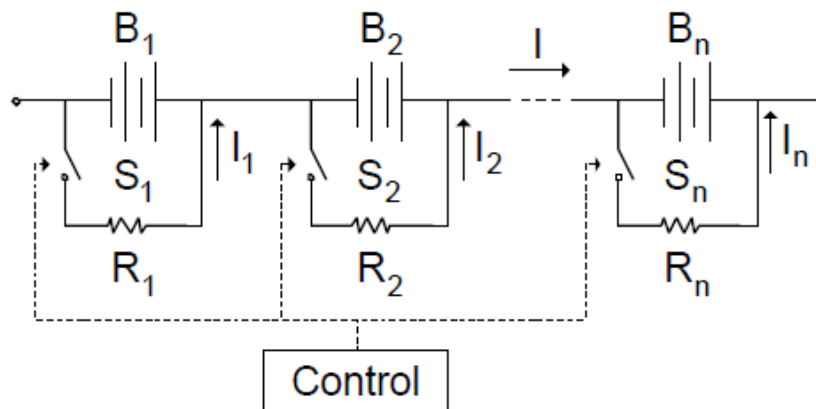 B₁ B₂ I Bₙ
I₁ I₂ Iₙ
S₁ S₂ Sₙ
R₁ R₂ Rₙ
Control